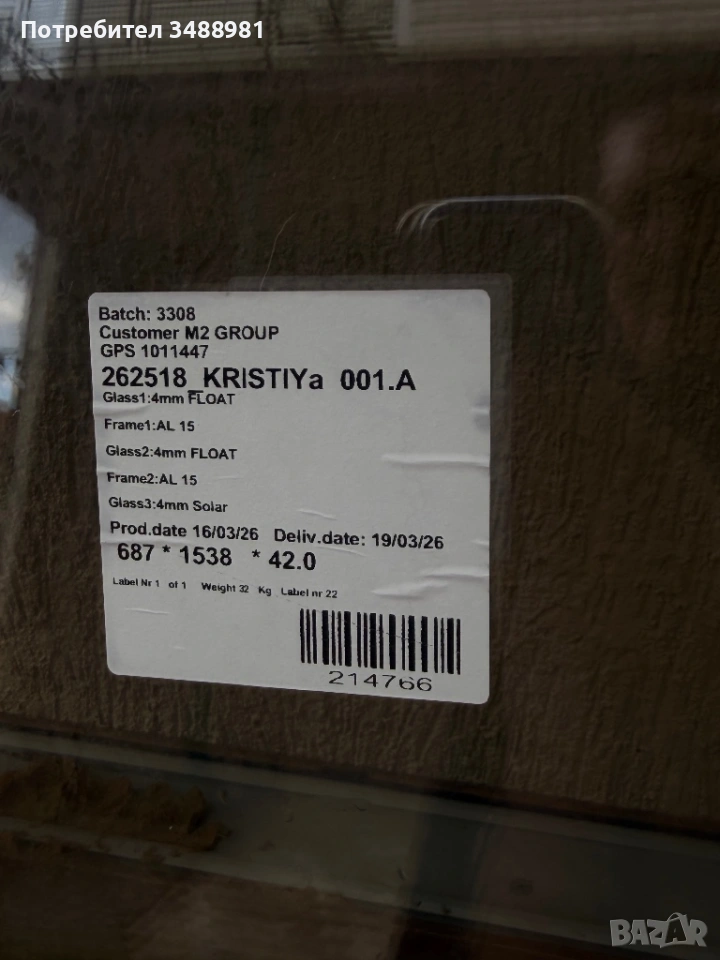 Потребител 3488981
Batch: 3308
Customer M2 GROUP
GPS 1011447
262518_KRISTIYa 001.A
Glass1:4mm FLOAT
Frame1:AL 15
Glass2:4mm FLOAT
Frame2:AL 15
Glass3:4mm Solar
Prod.date 16/03/26 Deliv.date: 19/03/26
687 * 1538 * 42.0
Label Nr 1 of 1 Weight 32 Kg Label nr 22
214766
BAZAR